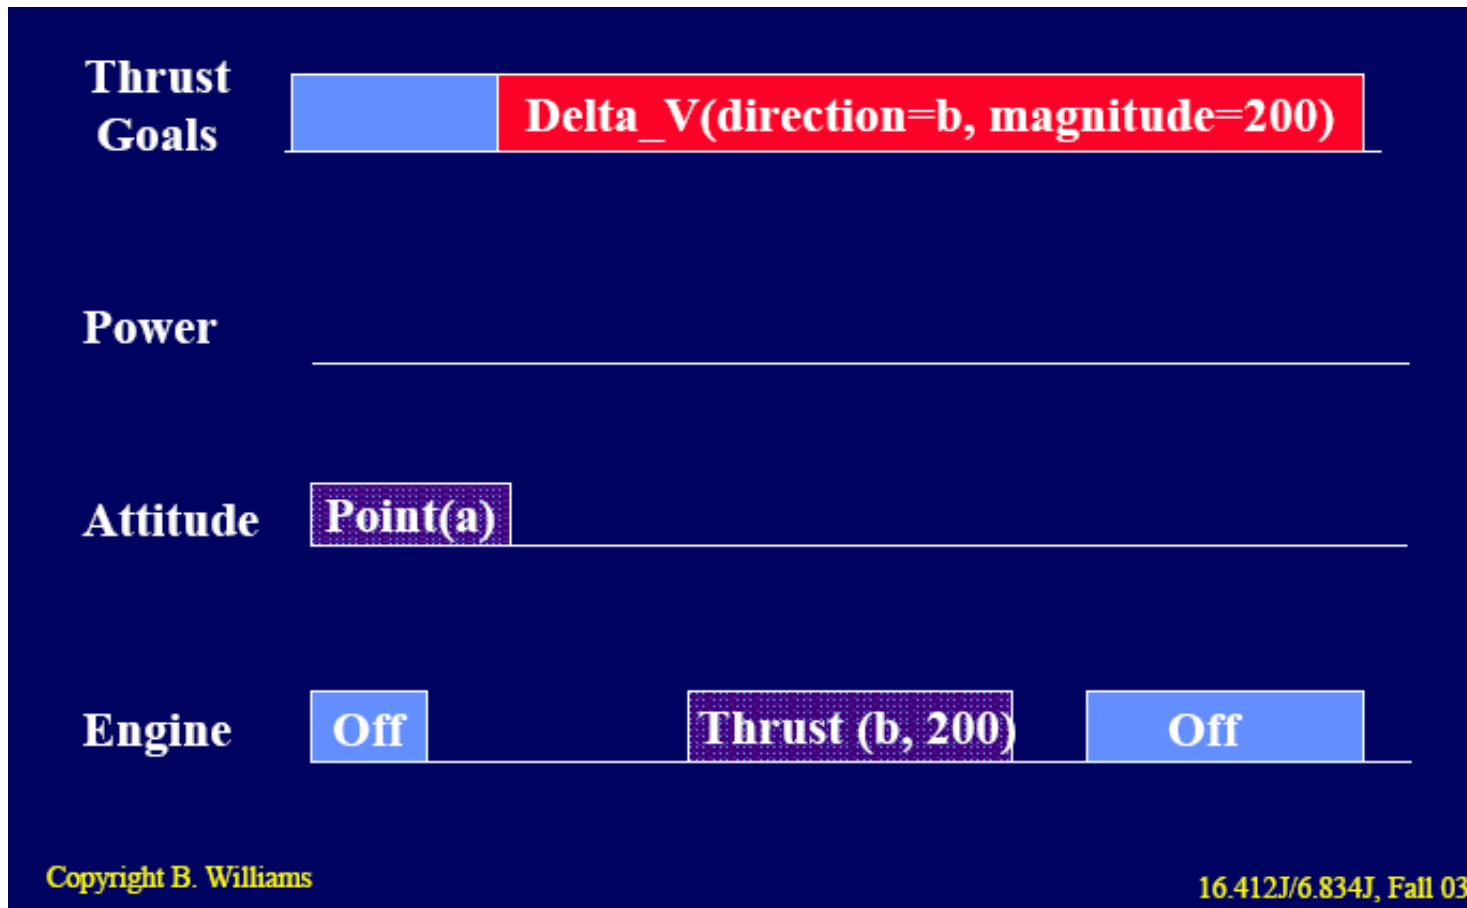 Thrust
Goals
Delta_V(direction=b, magnitude=200)
Power
Attitude
Point(a)
Engine
Off
Thrust (b, 200)
Off
Copyright B. Williams
16.412J/6.834J, Fall 03